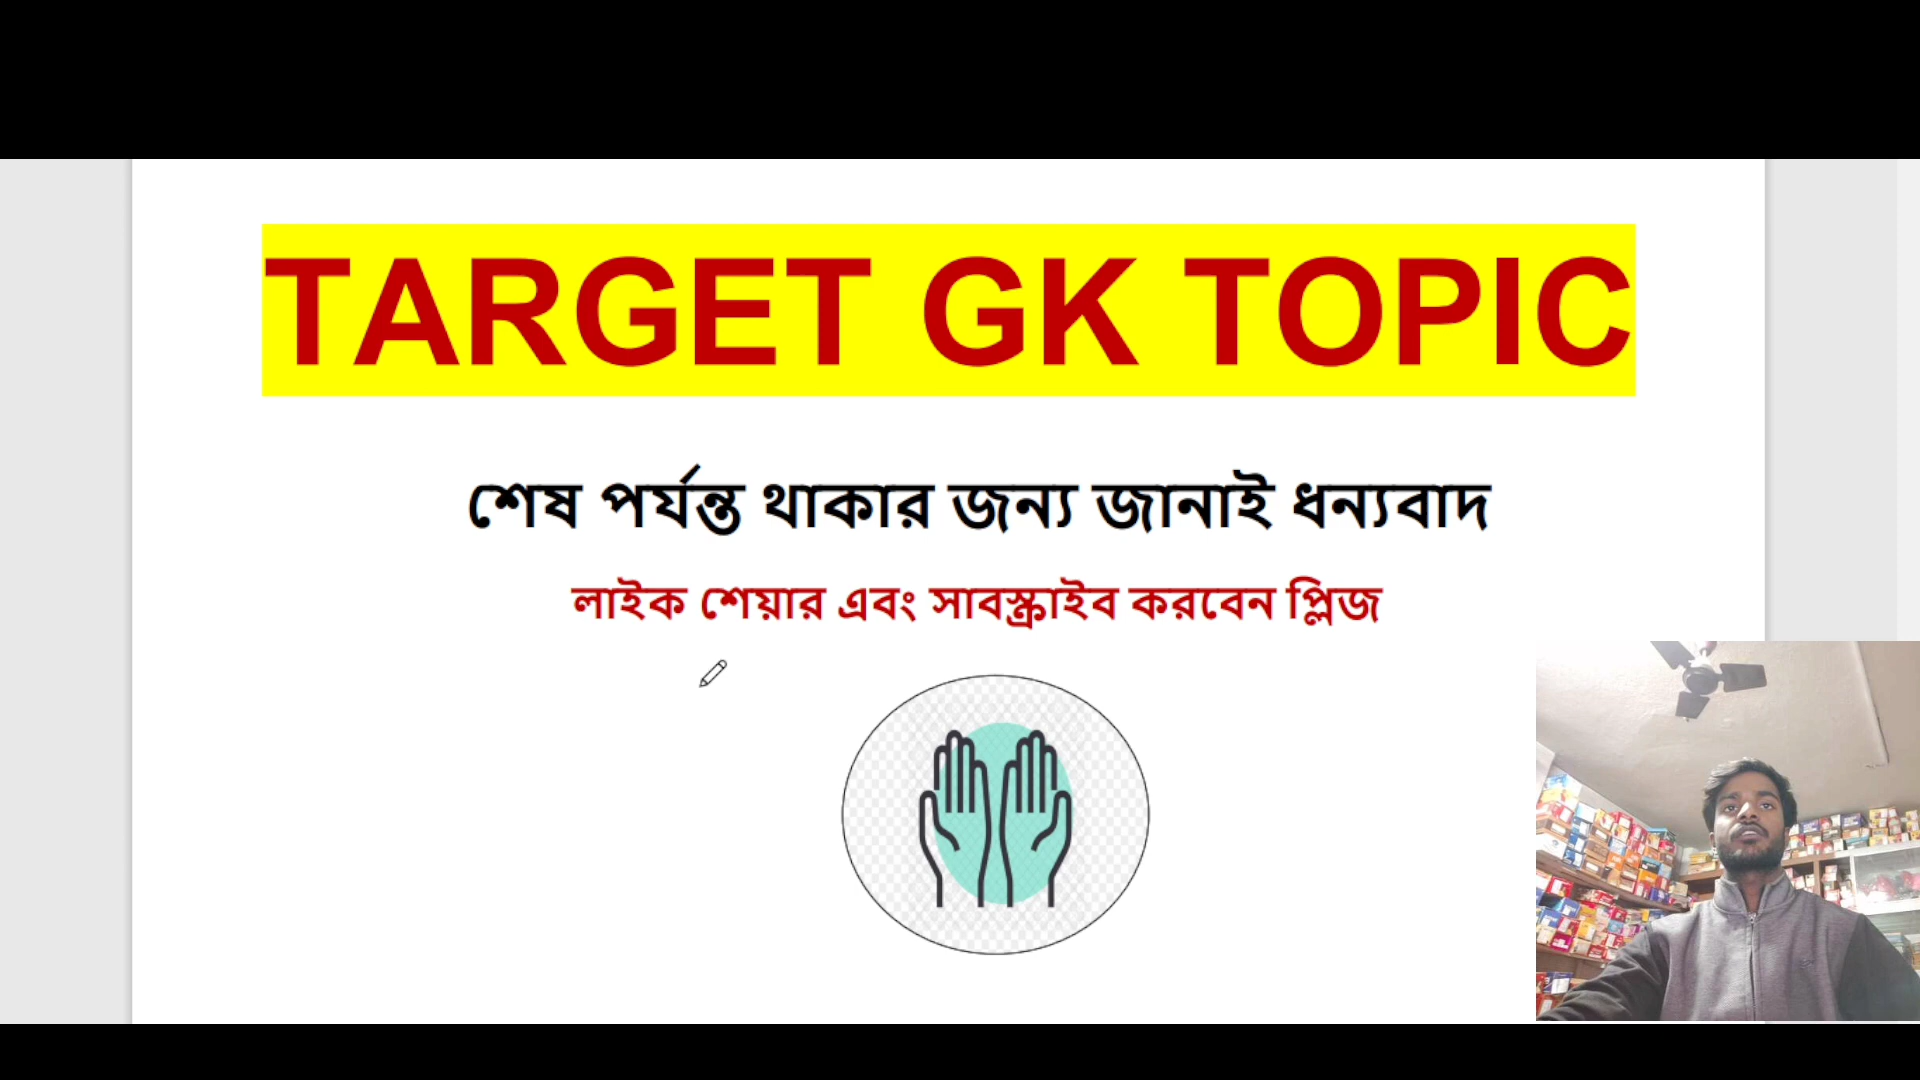 TARGET GK TOPIC
শেষ পর্যন্ত থাকার জন্য জানাই ধন্যবাদ
লাইক শেয়ার এবং সাবস্ক্রাইব করবেন প্লিজ